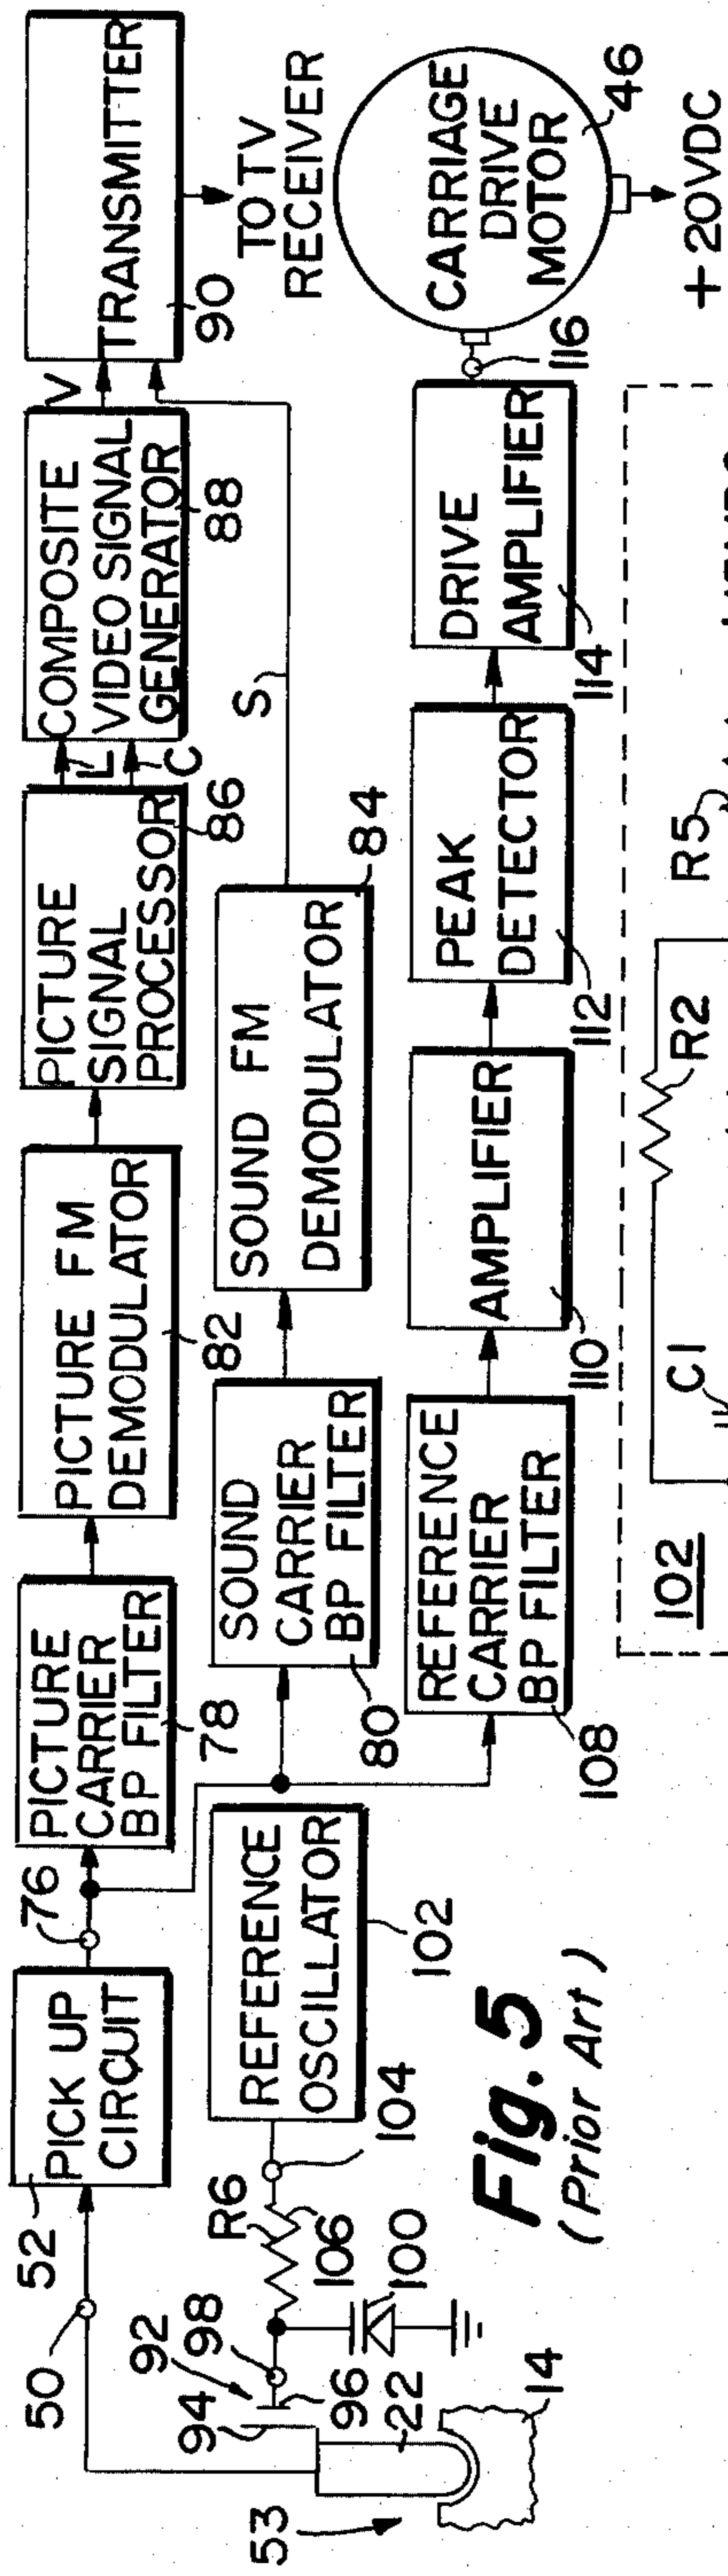 50
52
PICK UP
CIRCUIT
76
PICTURE
CARRIER
BP FILTER
78
PICTURE FM
DEMODULATOR
82
PICTURE
SIGNAL
PROCESSOR
86
L
C
COMPOSITE
VIDEO SIGNAL
GENERATOR
88
V
TRANSMITTER
90
TO TV
RECEIVER
53
94
92
98
96
22
14
R6
106
100
104
REFERENCE
OSCILLATOR
102
SOUND
CARRIER
BP FILTER
80
SOUND FM
DEMODULATOR
84
S
REFERENCE
CARRIER
BP FILTER
108
AMPLIFIER
110
PEAK
DETECTOR
112
DRIVE
AMPLIFIER
114
116
CARRIAGE
DRIVE
MOTOR
46
+20VDC
Fig. 5
(Prior Art)
102
C1
R2
R5